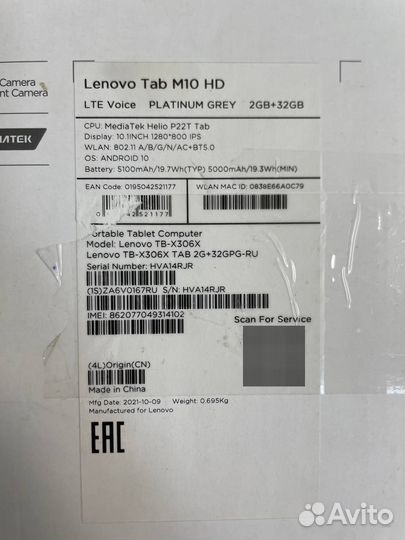 Camera
nt Camera
IATEK
Lenovo Tab M10 HD
LTE Voice PLATINUM GREY 2GB+32GB
CPU: MediaTek Helio P22T Tab
Display: 10.1INCH 1280*800 IPS
WLAN: 802.11 A/B/G/N/AC+BT5.0
OS: ANDROID 10
Battery: 5100mAh/19.7Wh(TYP) 5000mAh/19.3Wh(MIN)
EAN Code: 0195042521177
WLAN MAC ID: 0838E66A0C79
42521177
ortable Tablet Computer
Model: Lenovo TB-X306X
Lenovo TB-X306X TAB 2G+32GPG-RU
Serial Number: HVA14RJR
(1S)ZA6V0167RU S/N: HVA14RJR
IMEI: 862077049314102
Scan For Service
(4L)Origin(CN)
Made in China
Mfg Date: 2021-10-09 Weight: 0.695Kg
Manufactured for Lenovo
EAC
Avito